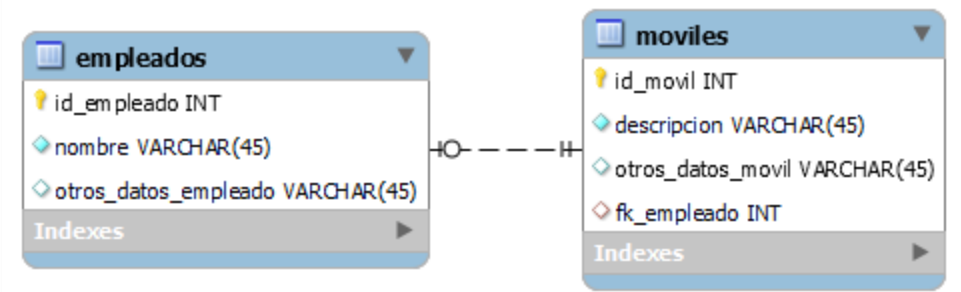 empleados
id_empleado INT
nombre VARCHAR(45)
otros_datos_empleado VARCHAR(45)
Indexes
moviles
id_movil INT
descripcion VARCHAR(45)
otros_datos_movil VARCHAR(45)
fk_empleado INT
Indexes